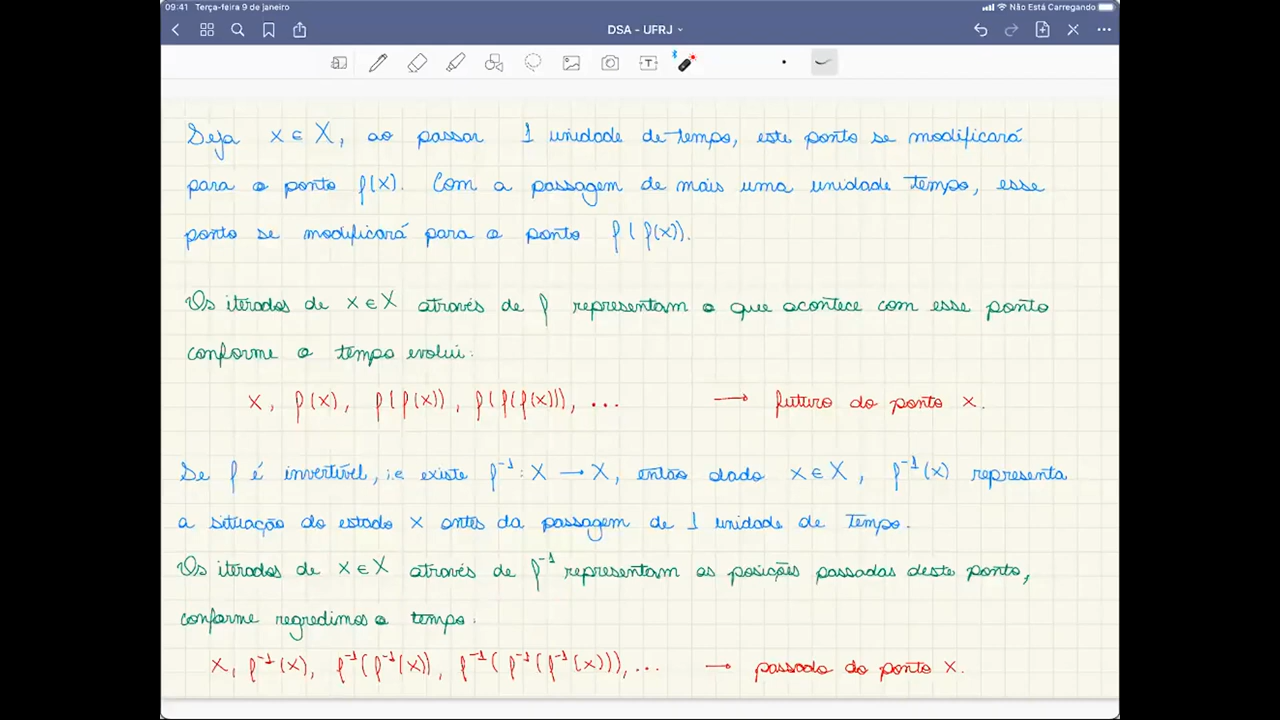 09:41 Terça-feira 9 de janeiro Não Está Carregando
DSA - UFRJ
Seja x ∈ X, ao passar 1 unidade de tempo, este ponto se modificará
para o ponto f(x). Com a passagem de mais uma unidade tempo, esse
ponto se modificará para o ponto f(f(x)).
Os iterados de x ∈ X através de f representam o que acontece com esse ponto
conforme o tempo evolui:
x, f(x), f(f(x)), f(f(f(x))), ... → futuro do ponto x.
Se f é invertível, i.e existe f⁻¹: X → X, então dado x ∈ X, f⁻¹(x) representa
a situação do estado x antes da passagem de 1 unidade de tempo.
Os iterados de x ∈ X através de f⁻¹ representam as posições passadas deste ponto,
conforme regredimos o tempo:
x, f⁻¹(x), f⁻¹(f⁻¹(x)), f⁻¹(f⁻¹(f⁻¹(x))), ... → passado do ponto x.